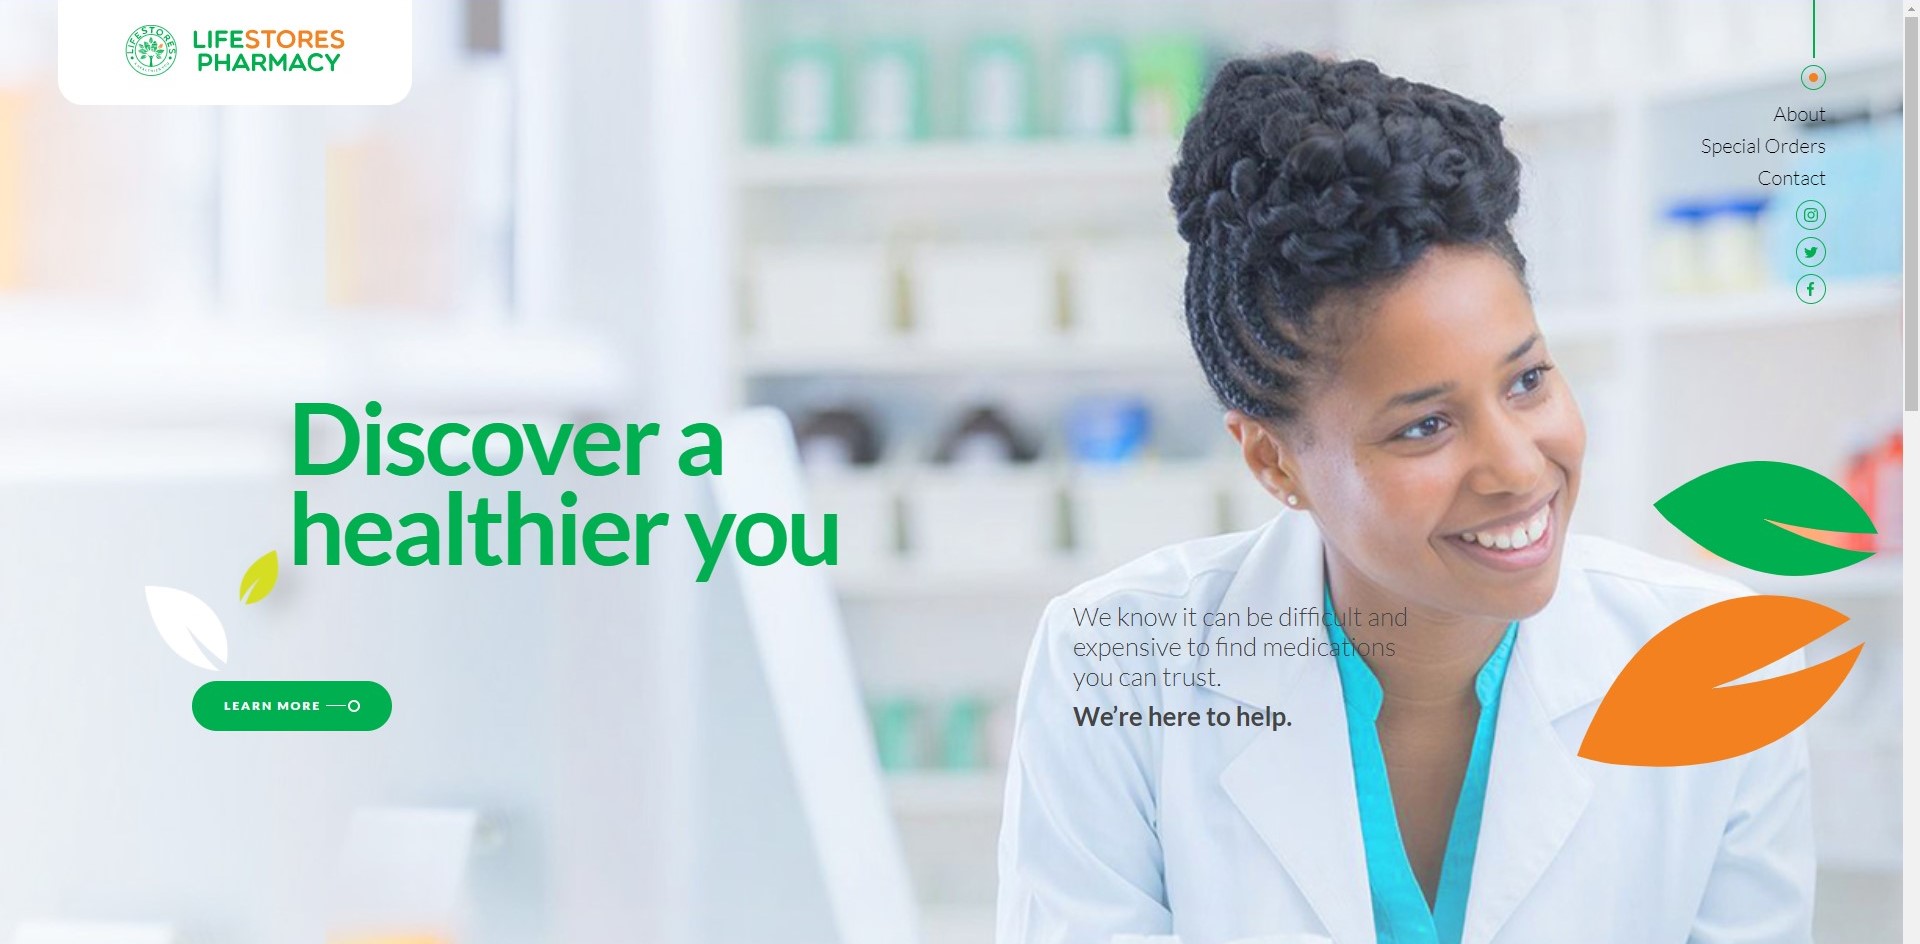 LIFESTORES
LIFESTORES
PHARMACY
About
Special Orders
Contact
Discover a
healthier you
We know it can be difficult and
expensive to find medications
you can trust.
We’re here to help.
LEARN MORE